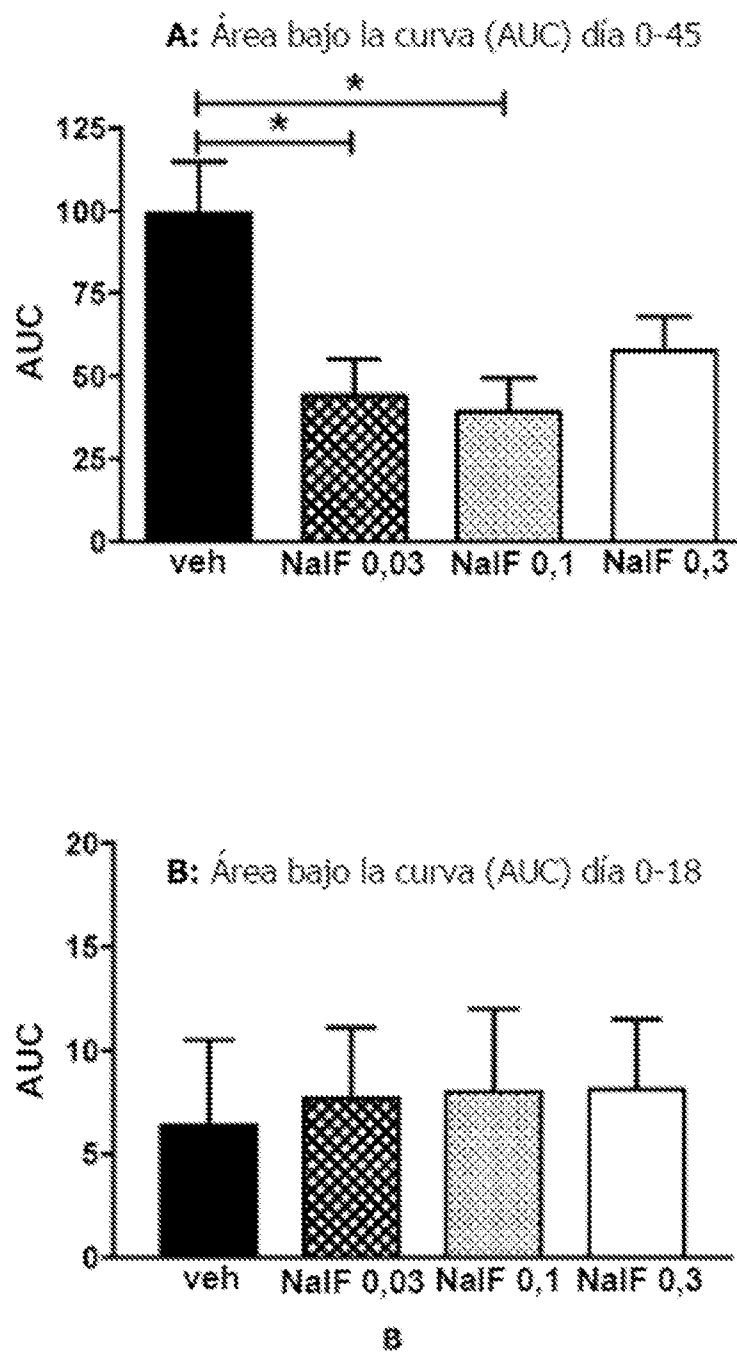 A: Área bajo la curva (AUC) día 0-45
*
*
125
100
75
50
25
0
AUC
veh NalF 0,03 NalF 0,1 NalF 0,3
20
B: Área bajo la curva (AUC) día 0-18
15
10
5
0
AUC
veh NalF 0,03 NalF 0,1 NalF 0,3
B